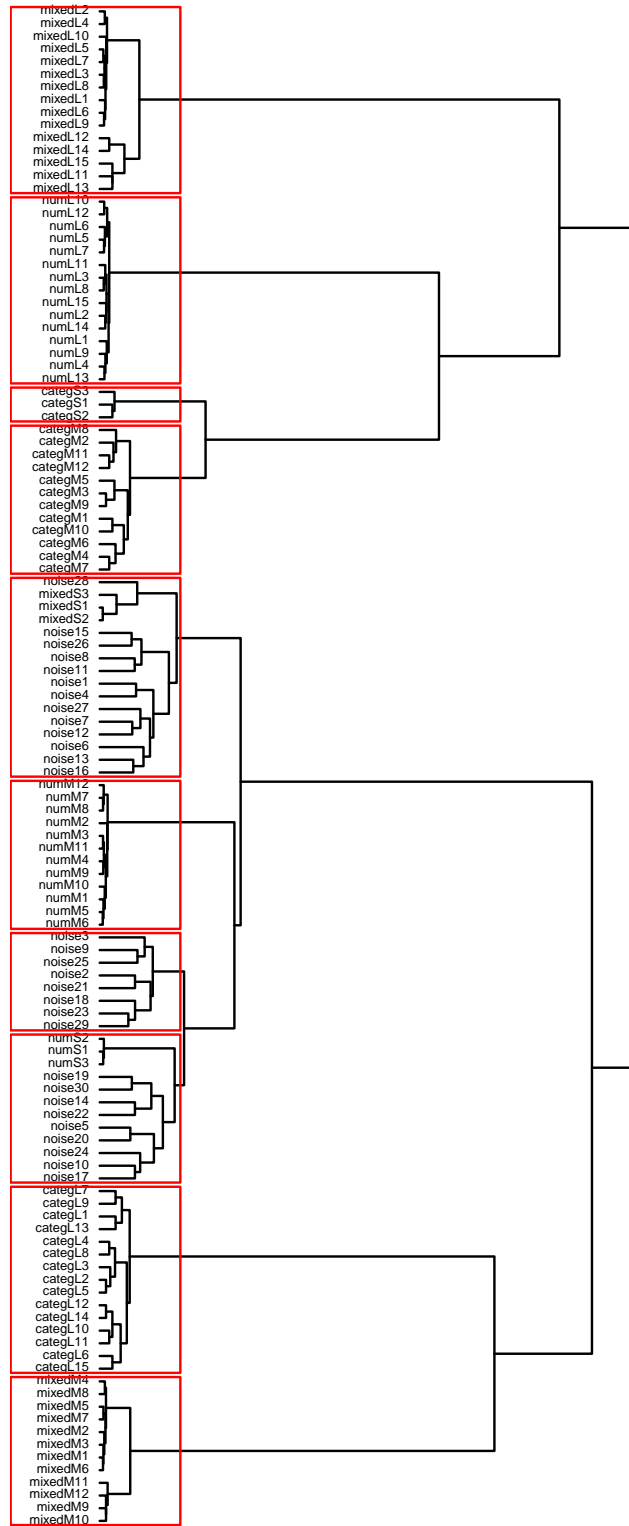 mixedL2
mixedL4
mixedL10
mixedL5
mixedL7
mixedL3
mixedL8
mixedL1
mixedL6
mixedL9
mixedL12
mixedL14
mixedL15
mixedL11
mixedL13
numL10
numL12
numL6
numL5
numL7
numL11
numL3
numL8
numL15
numL2
numL14
numL1
numL9
numL4
numL13
categS3
categS1
categS2
categM8
categM2
categM11
categM12
categM5
categM3
categM9
categM1
categM10
categM6
categM4
categM7
noise28
mixedS3
mixedS1
mixedS2
noise15
noise26
noise8
noise11
noise1
noise4
noise27
noise7
noise12
noise6
noise13
noise16
numM12
numM7
numM8
numM2
numM3
numM11
numM4
numM9
numM10
numM1
numM5
numM6
noise3
noise9
noise25
noise2
noise21
noise18
noise23
noise29
numS2
numS1
numS3
noise19
noise30
noise14
noise22
noise5
noise20
noise24
noise10
noise17
categL7
categL9
categL1
categL13
categL4
categL8
categL3
categL2
categL5
categL12
categL14
categL10
categL11
categL6
categL15
mixedM4
mixedM8
mixedM5
mixedM7
mixedM2
mixedM3
mixedM1
mixedM6
mixedM11
mixedM12
mixedM9
mixedM10